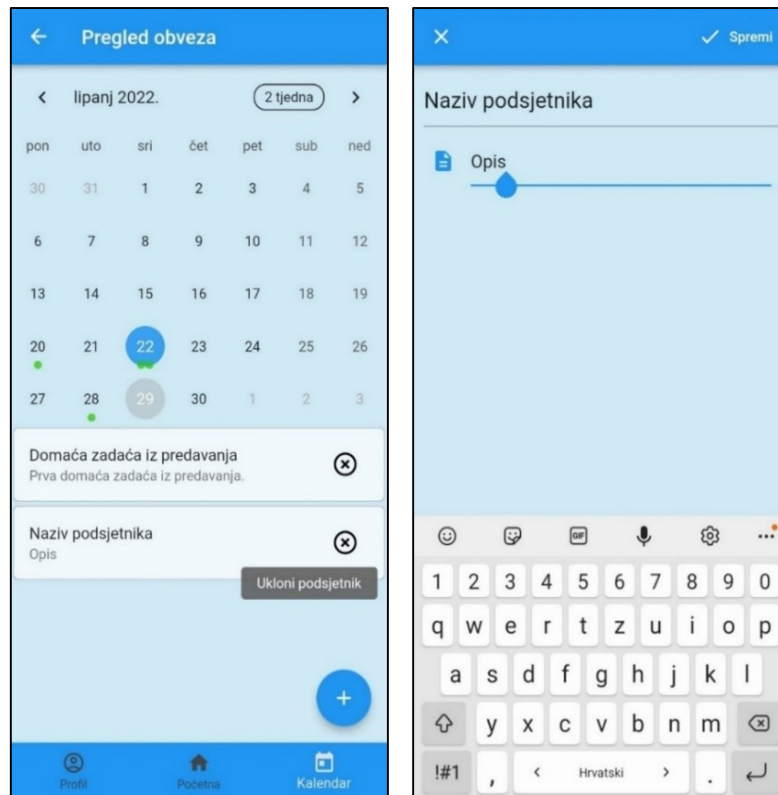 Pregled obveza
lipanj 2022.
2 tjedna
pon uto sri čet pet sub ned
30 31 1 2 3 4 5
6 7 8 9 10 11 12
13 14 15 16 17 18 19
20 21 22 23 24 25 26
27 28 29 30 1 2 3
Domaća zadaća iz predavanja
Prva domaća zadaća iz predavanja.
Naziv podsjetnika
Opis
Ukloni podsjetnik
+
Profil Početna Kalendar
Spremi
Naziv podsjetnika
Opis
GIF
1 2 3 4 5 6 7 8 9 0
q w e r t z u i o p
a s d f g h j k l
y x c v b n m
!#1 , < Hrvatski > .